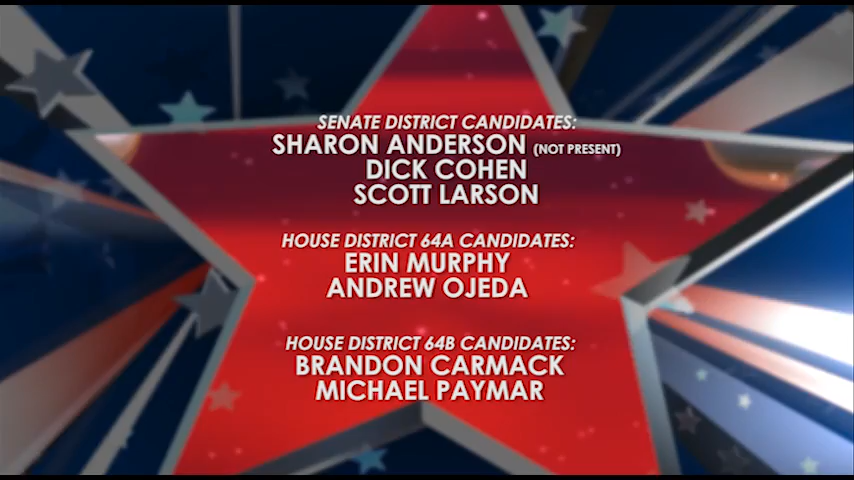 SENATE DISTRICT CANDIDATES:
SHARON ANDERSON (NOT PRESENT)
DICK COHEN
SCOTT LARSON
HOUSE DISTRICT 64A CANDIDATES:
ERIN MURPHY
ANDREW OJEDA
HOUSE DISTRICT 64B CANDIDATES:
BRANDON CARMACK
MICHAEL PAYMAR